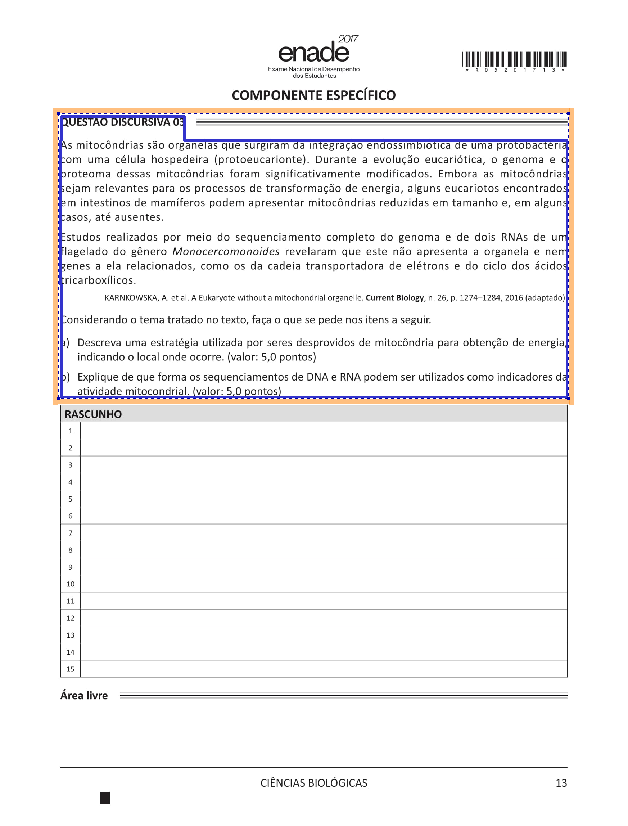 enade 2017
Exame Nacional de Desempenho
dos Estudantes
*R0520171 3*
COMPONENTE ESPECÍFICO
QUESTÃO DISCURSIVA 03
As mitocôndrias são organelas que surgiram da integração endossimbiótica de uma protobactéria
com uma célula hospedeira (protoeucarionte). Durante a evolução eucariótica, o genoma e o
proteoma dessas mitocôndrias foram significativamente modificados. Embora as mitocôndrias
sejam relevantes para os processos de transformação de energia, alguns eucariotos encontrados
em intestinos de mamíferos podem apresentar mitocôndrias reduzidas em tamanho e, em alguns
casos, até ausentes.
Estudos realizados por meio do sequenciamento completo do genoma e de dois RNAs de um
flagelado do gênero Monocercomonoides revelaram que este não apresenta a organela e nem
genes a ela relacionados, como os da cadeia transportadora de elétrons e do ciclo dos ácidos
tricarboxílicos.
KARNKOWSKA, A. et al. A Eukaryote without a mitochondrial organelle. Current Biology, n. 26, p. 1274–1284, 2016 (adaptado).
Considerando o tema tratado no texto, faça o que se pede nos itens a seguir.
a) Descreva uma estratégia utilizada por seres desprovidos de mitocôndria para obtenção de energia,
indicando o local onde ocorre. (valor: 5,0 pontos)
b) Explique de que forma os sequenciamentos de DNA e RNA podem ser utilizados como indicadores da
atividade mitocondrial. (valor: 5,0 pontos)
RASCUNHO
1
2
3
4
5
6
7
8
9
10
11
12
13
14
15
Área livre
CIÊNCIAS BIOLÓGICAS 13